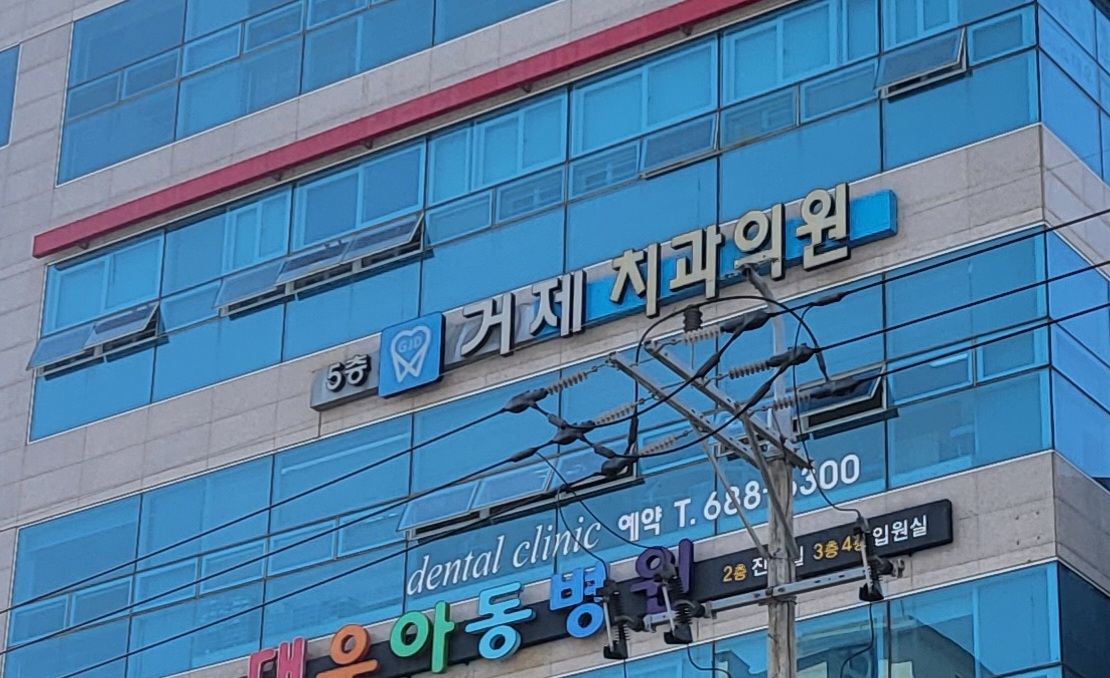 5층 GJD 거제 치과의원
dental clinic 예약 T. 688-
대우아동병원 2층 3층 입원실